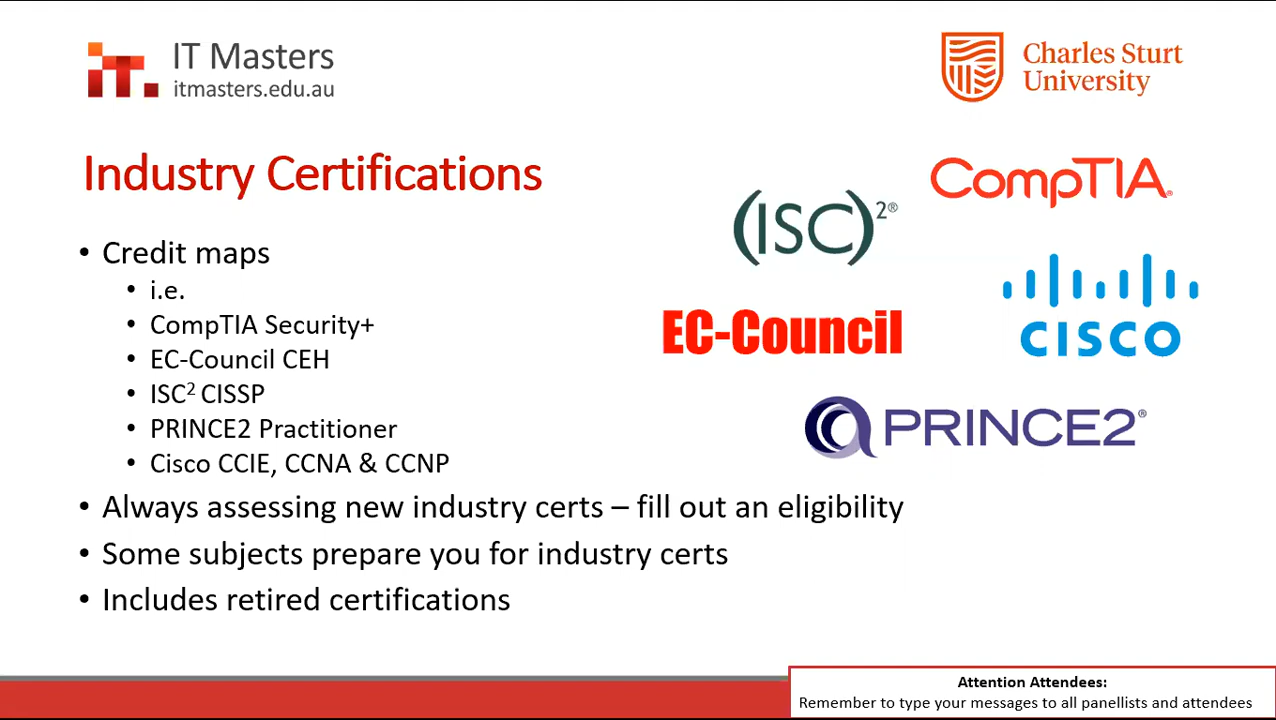 IT Masters
itmasters.edu.au
Charles Sturt
University
Industry Certifications
CompTIA®
(ISC)²®
• Credit maps
• i.e.
• CompTIA Security+
• EC-Council CEH
• ISC² CISSP
• PRINCE2 Practitioner
• Cisco CCIE, CCNA & CCNP
EC-Council
CISCO
PRINCE2®
• Always assessing new industry certs – fill out an eligibility
• Some subjects prepare you for industry certs
• Includes retired certifications
Attention Attendees:
Remember to type your messages to all panellists and attendees